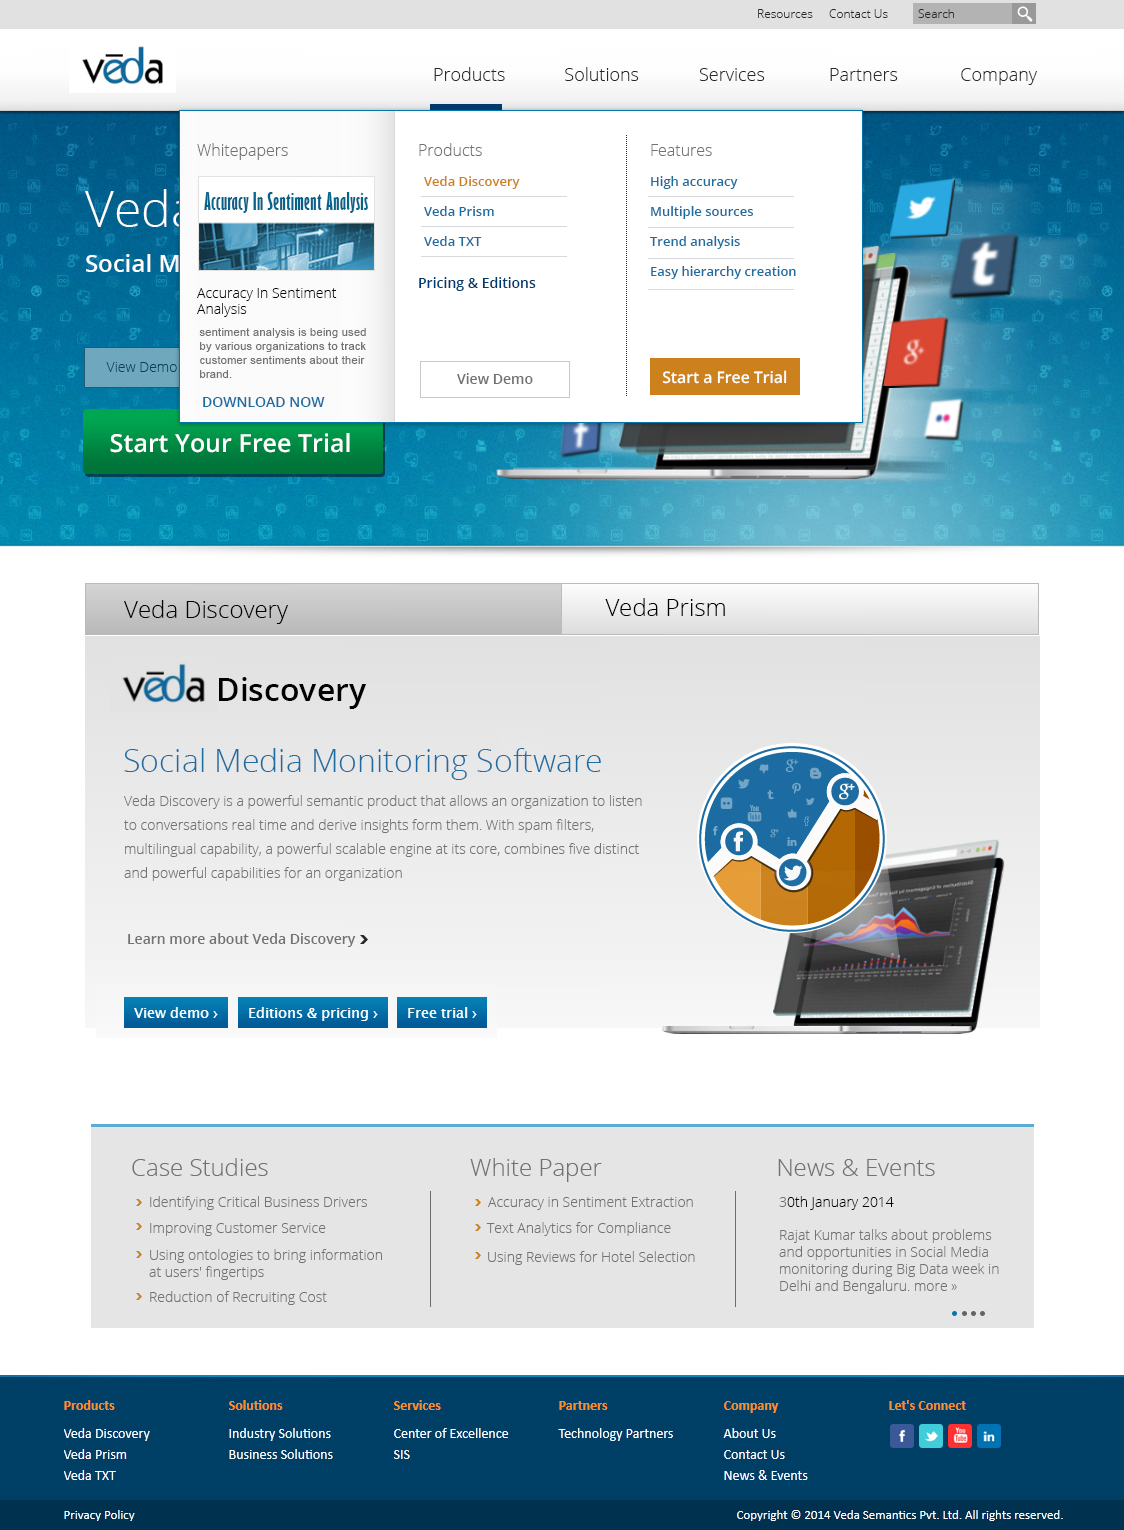 Resources Contact Us Search
vēda
Products Solutions Services Partners Company
Whitepapers
Accuracy In Sentiment Analysis
Accuracy In Sentiment
Analysis
sentiment analysis is being used
by various organizations to track
customer sentiments about their
brand.
DOWNLOAD NOW
Products
Veda Discovery
Veda Prism
Veda TXT
Pricing & Editions
View Demo
Features
High accuracy
Multiple sources
Trend analysis
Easy hierarchy creation
Start a Free Trial
Veda
Social M
View Demo
Start Your Free Trial
Veda Discovery
Veda Prism
vēda Discovery
Social Media Monitoring Software
Veda Discovery is a powerful semantic product that allows an organization to listen
to conversations real time and derive insights form them. With spam filters,
multilingual capability, a powerful scalable engine at its core, combines five distinct
and powerful capabilities for an organization
Learn more about Veda Discovery ›
View demo › Editions & pricing › Free trial ›
Case Studies
Identifying Critical Business Drivers
Improving Customer Service
Using ontologies to bring information
at users' fingertips
Reduction of Recruiting Cost
White Paper
Accuracy in Sentiment Extraction
Text Analytics for Compliance
Using Reviews for Hotel Selection
News & Events
30th January 2014
Rajat Kumar talks about problems
and opportunities in Social Media
monitoring during Big Data week in
Delhi and Bengaluru. more »
Products
Veda Discovery
Veda Prism
Veda TXT
Solutions
Industry Solutions
Business Solutions
Services
Center of Excellence
SIS
Partners
Technology Partners
Company
About Us
Contact Us
News & Events
Let's Connect
Privacy Policy
Copyright © 2014 Veda Semantics Pvt. Ltd. All rights reserved.